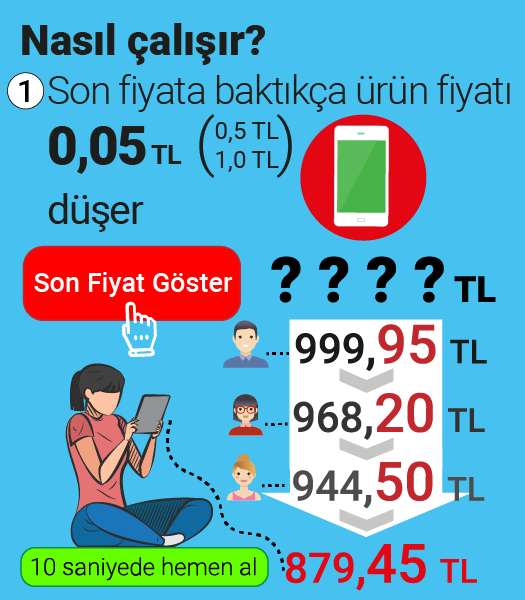 Nasıl çalışır?
1 Son fiyata baktıkça ürün fiyatı
0,05 TL (0,5 TL
1,0 TL)
düşer
Son Fiyat Göster
? ? ? ? TL
999,95 TL
968,20 TL
944,50 TL
10 saniyede hemen al
879,45 TL